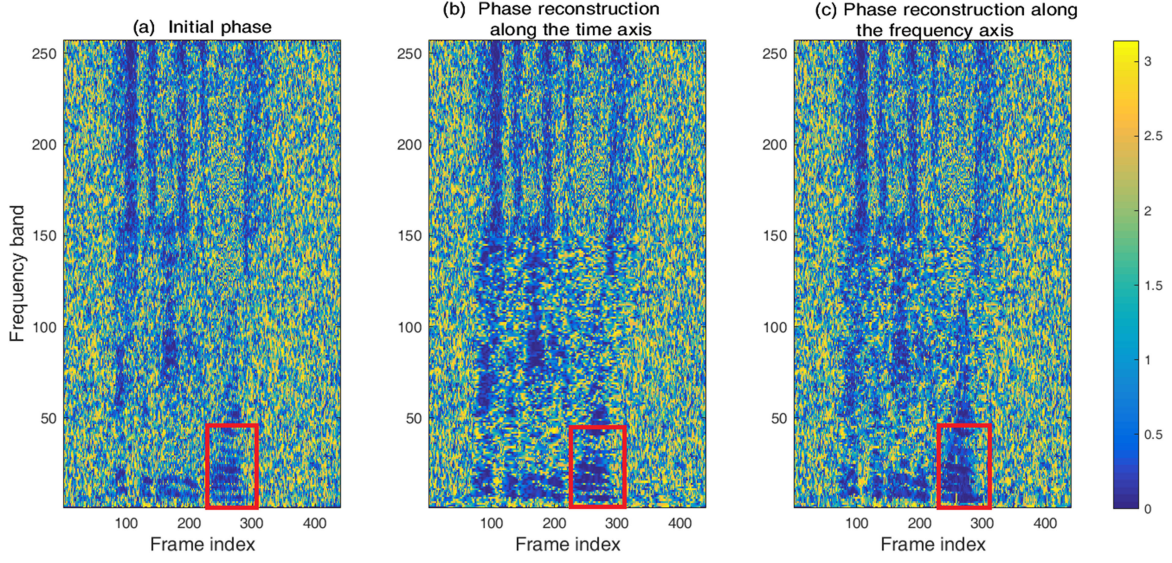 (a) Initial phase
(b) Phase reconstruction
along the time axis
(c) Phase reconstruction along
the frequency axis
Frequency band
250
200
150
100
50
100 200 300 400
Frame index
250
200
150
100
50
100 200 300 400
Frame index
250
200
150
100
50
100 200 300 400
Frame index
3
2.5
2
1.5
1
0.5
0